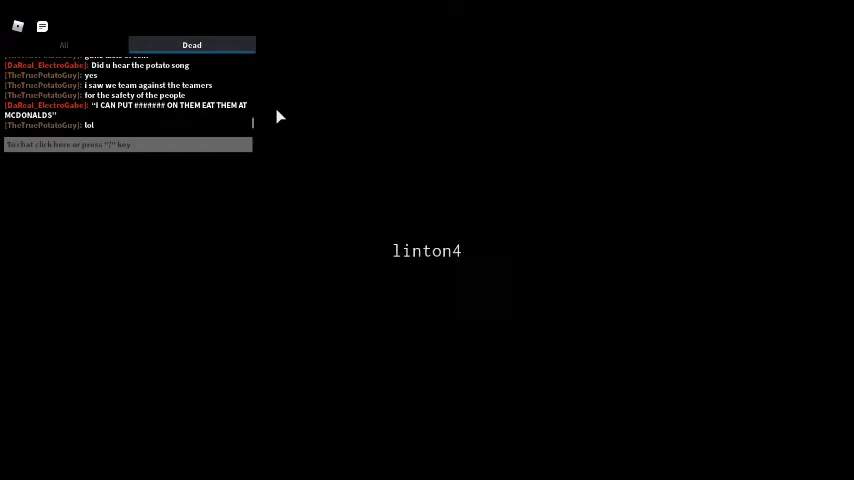 All
Dead
[DaReal_ElectroGabe]: Did u hear the potato song
[TheTruePotatoGuy]: yes
[TheTruePotatoGuy]: i saw we team against the teamers
[TheTruePotatoGuy]: for the safety of the people
[DaReal_ElectroGabe]: "I CAN PUT ####### ON THEM EAT THEM AT
MCDONALDS"
[TheTruePotatoGuy]: lol
To chat click here or press "/" key
linton4